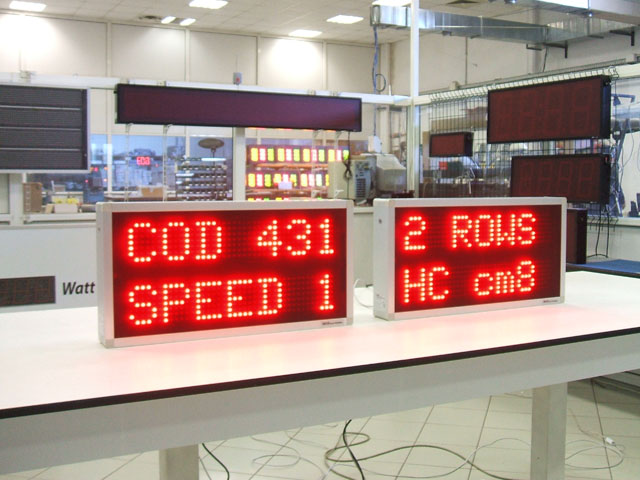 COD 431
SPEED 1
2 ROWS
HC cm8
Watt